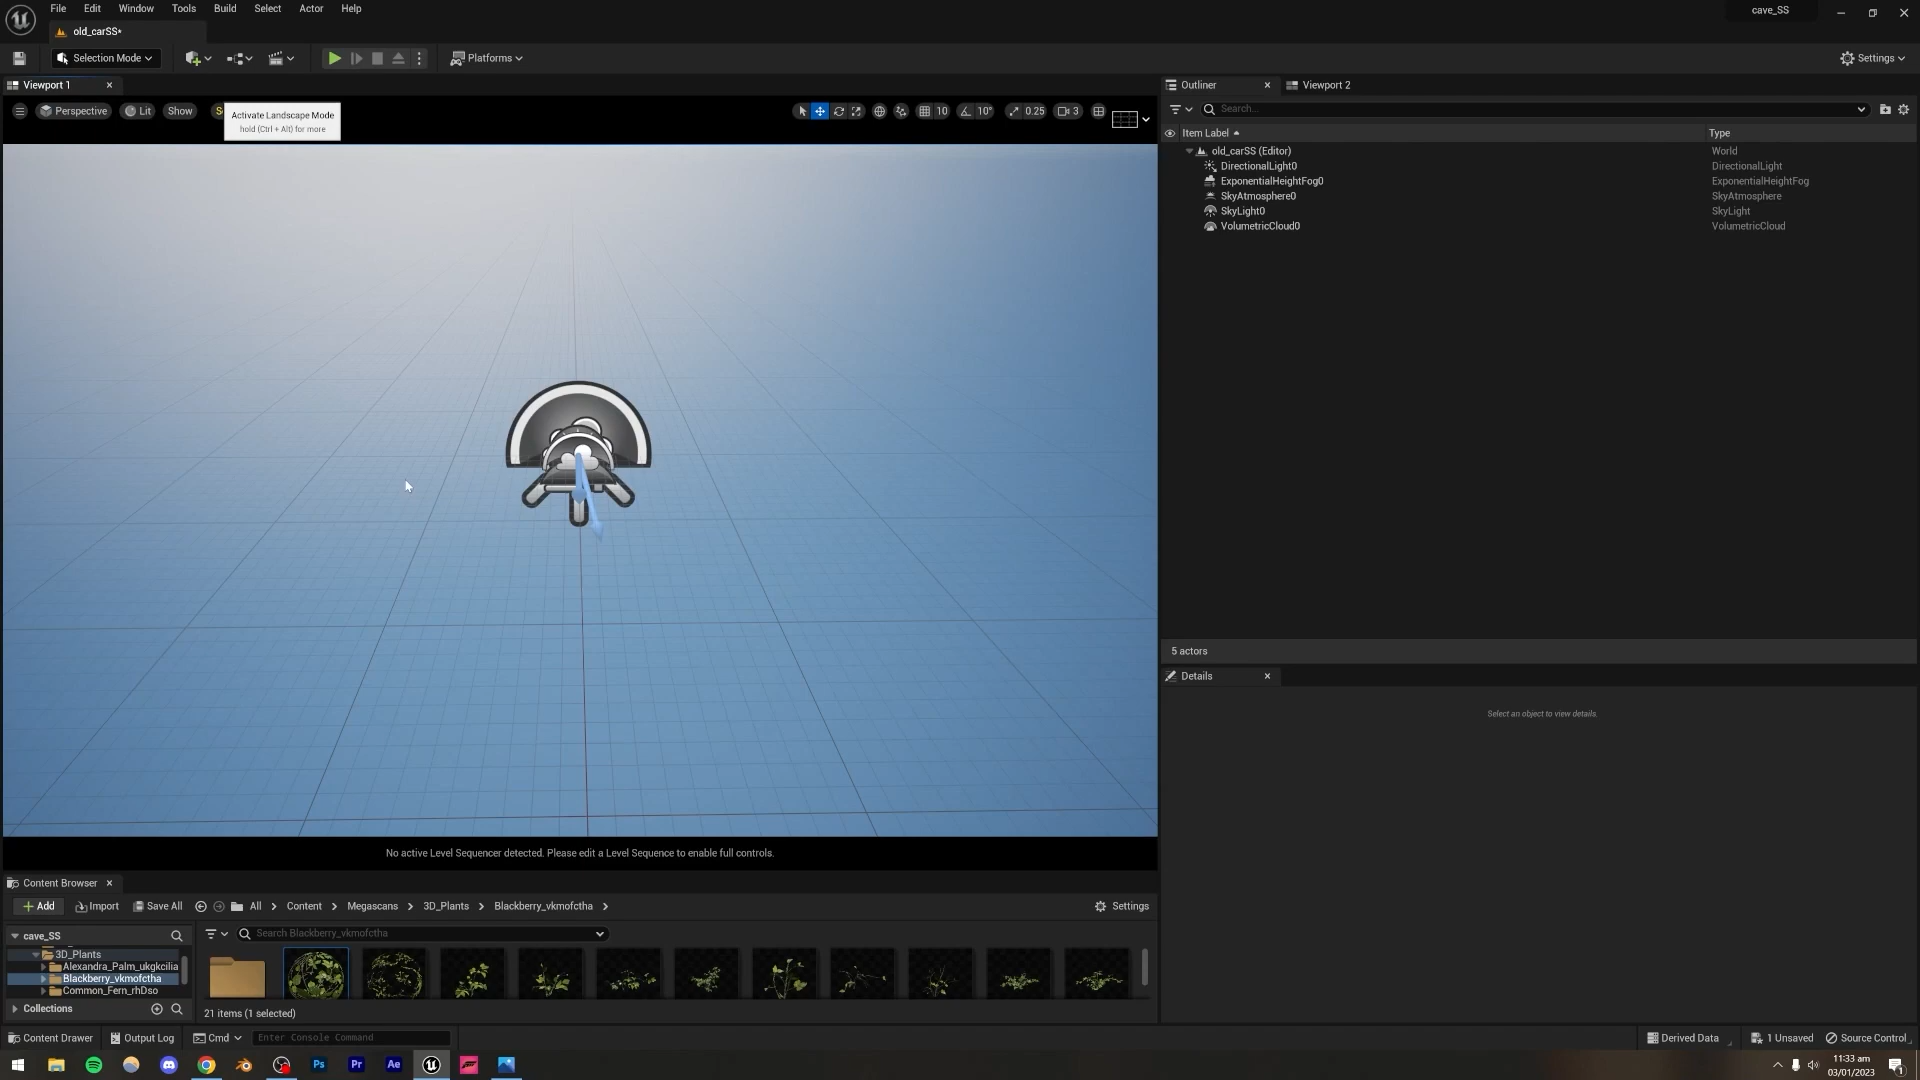 File Edit Window Tools Build Select Actor Help
cave_SS
old_carSS*
Selection Mode
Platforms
Settings
Viewport 1
Outliner
Viewport 2
Perspective Lit Show
Activate Landscape Mode
hold (Ctrl + Alt) for more
10 10° 0.25 3
Search...
Item Label
Type
old_carSS (Editor) World
DirectionalLight0 DirectionalLight
ExponentialHeightFog0 ExponentialHeightFog
SkyAtmosphere0 SkyAtmosphere
SkyLight0 SkyLight
VolumetricCloud0 VolumetricCloud
5 actors
Details
Select an object to view details.
No active Level Sequencer detected. Please edit a Level Sequence to enable full controls.
Content Browser
Add Import Save All All Content Megascans 3D_Plants Blackberry_vkmofctha Settings
cave_SS
Search Blackberry_vkmofctha
3D_Plants
Alexandra_Palm_ukgkcilia
Blackberry_vkmofctha
Common_Fern_rhDso
Collections
21 items (1 selected)
Content Drawer Output Log Cmd Enter Console Command
Derived Data 1 Unsaved Source Control
Ps Pr Ae
11:33 am
03/01/2023
1